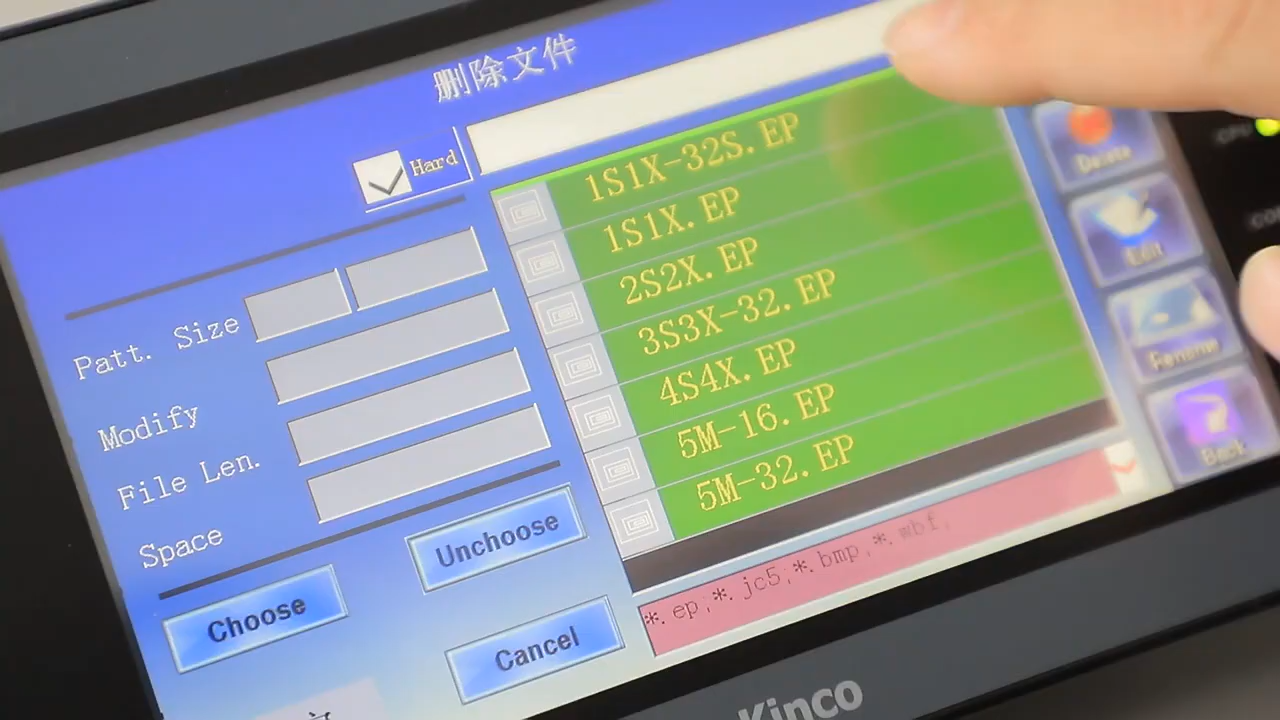 删除文件
Hard
1S1X-32S.EP
1S1X.EP
2S2X.EP
3S3X-32.EP
4S4X.EP
5M-16.EP
5M-32.EP
*.ep;*.jc5;*.bmp,*.mbf,
Patt. Size
Modify
File Len.
Space
Choose
Unchoose
Cancel
Delete
Edit
Rename
Back
CPU
Kinco